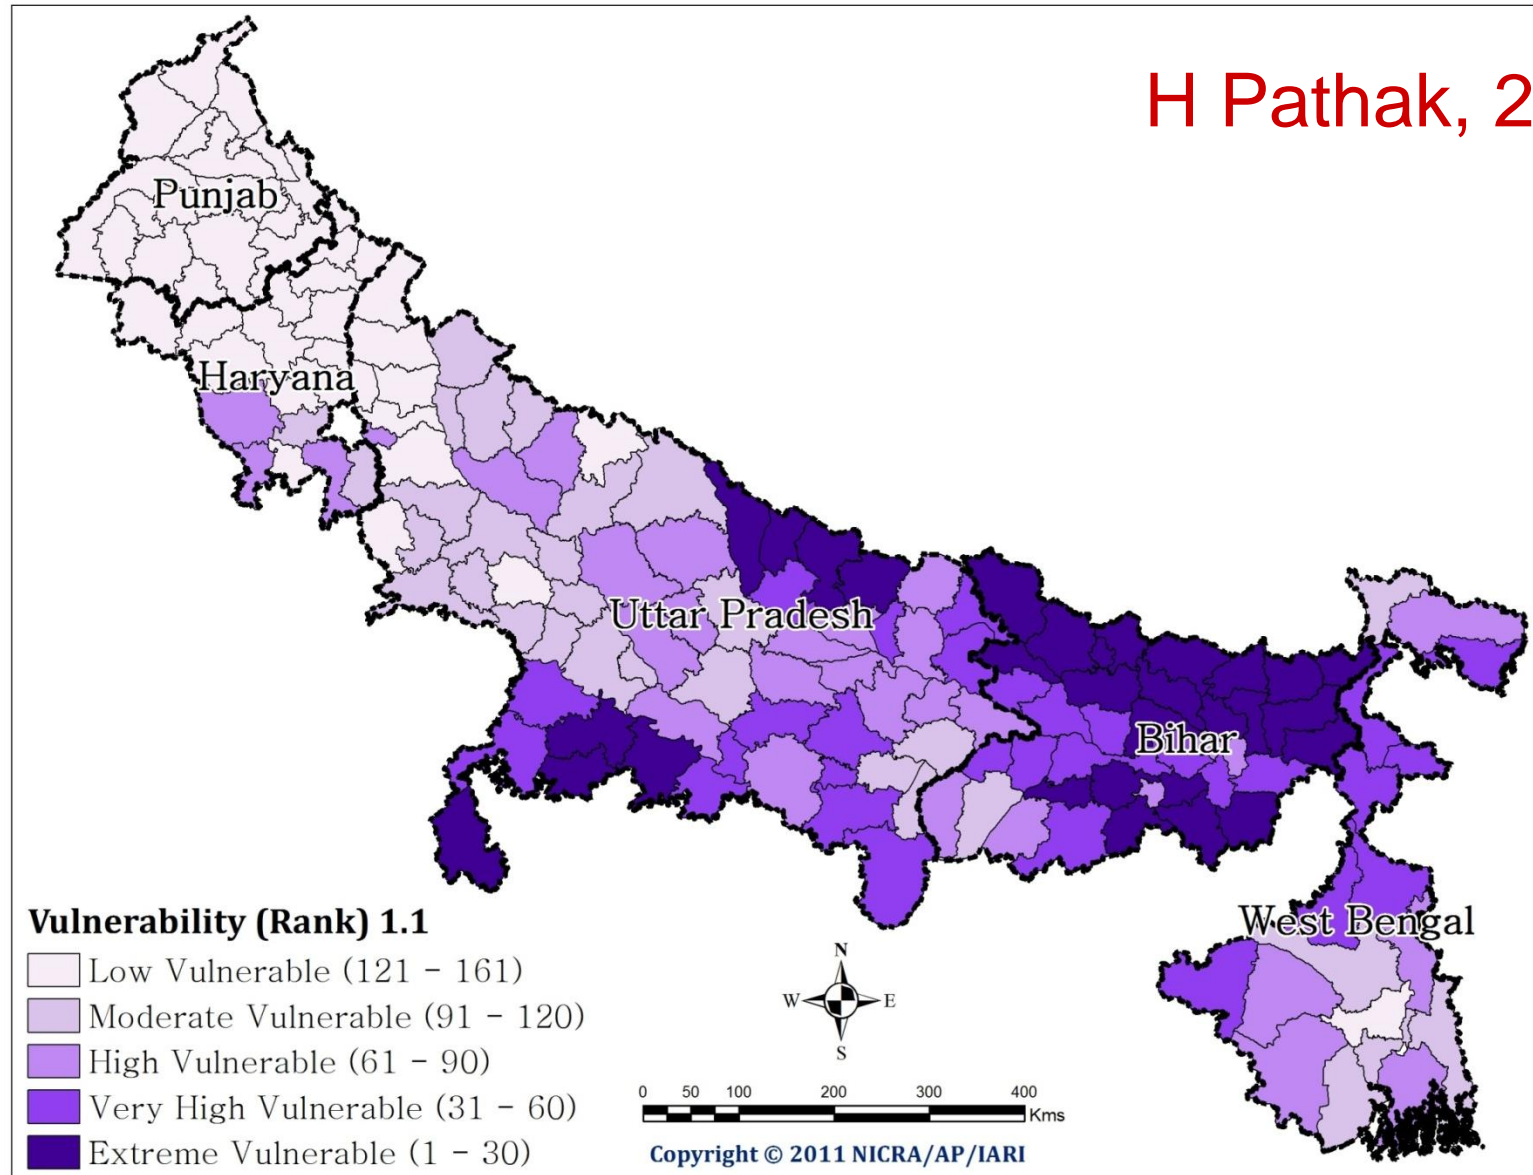 H Pathak, 2
Punjab
Haryana
Uttar Pradesh
Bihar
West Bengal
Vulnerability (Rank) 1.1
Low Vulnerable (121 - 161)
Moderate Vulnerable (91 - 120)
High Vulnerable (61 - 90)
Very High Vulnerable (31 - 60)
Extreme Vulnerable (1 - 30)
N
W E
S
0 50 100 200 300 400
Kms
Copyright © 2011 NICRA/AP/IARI